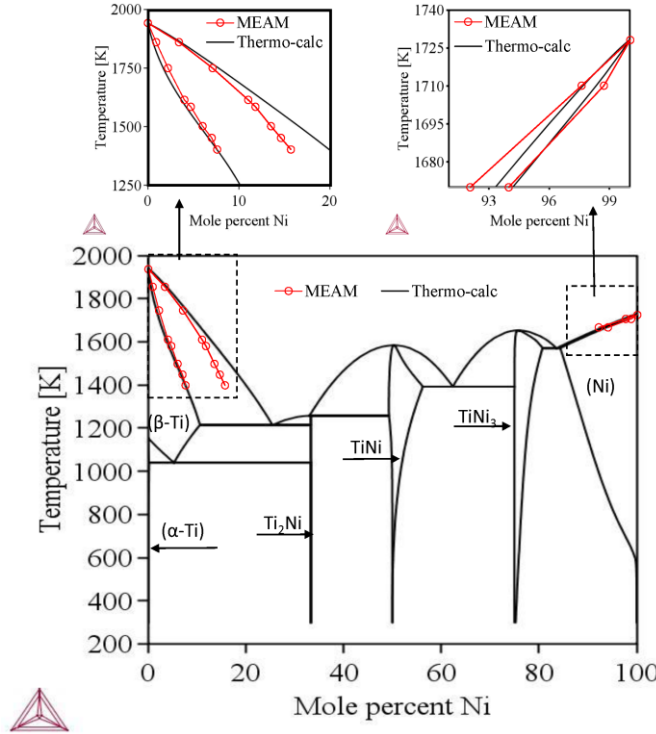 2000
1750
1500
1250
Temperature [K]
MEAM
Thermo-calc
0 10 20
Mole percent Ni
1740
1725
1710
1695
1680
Temperature [K]
MEAM
Thermo-calc
93 96 99
Mole percent Ni
2000
1800
1600
1400
1200
1000
800
600
400
200
Temperature [K]
MEAM
Thermo-calc
(β-Ti)
(α-Ti)
Ti₂Ni
TiNi
TiNi₃
(Ni)
0 20 40 60 80 100
Mole percent Ni